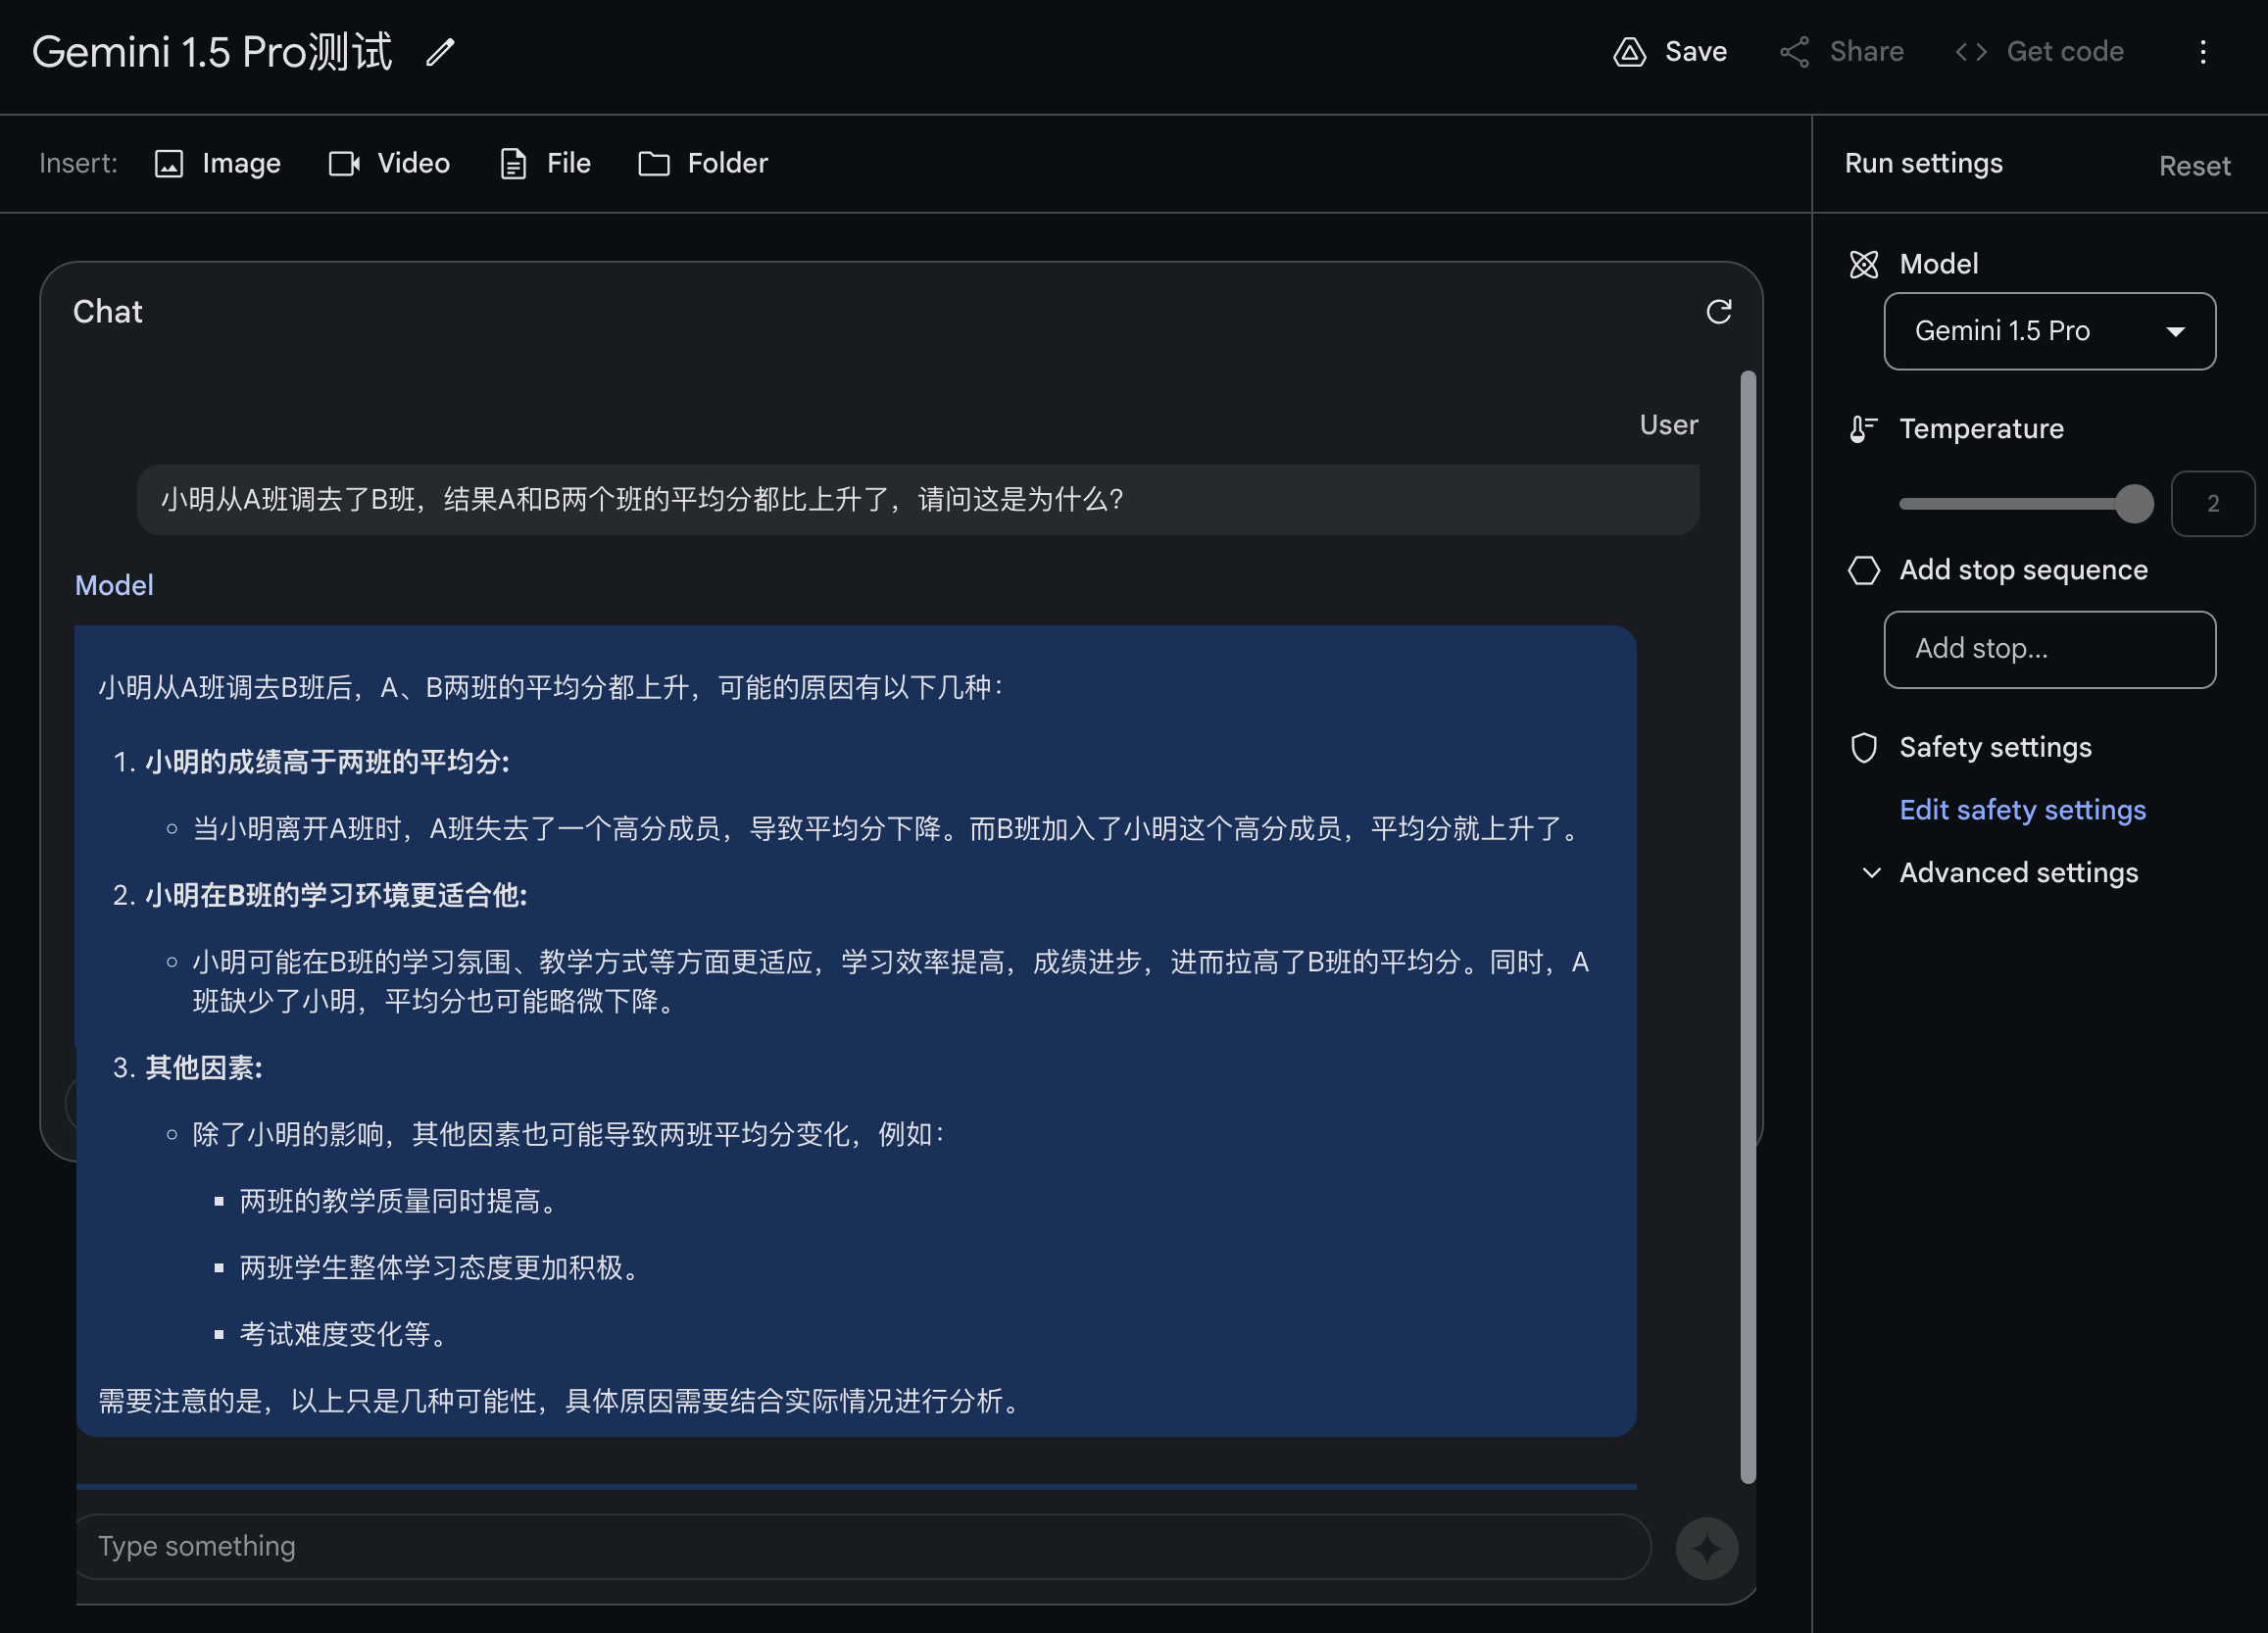 Gemini 1.5 Pro测试
Save
Share
Get code
Insert:
Image
Video
File
Folder
Run settings
Reset
Chat
User
小明从A班调去了B班，结果A和B两个班的平均分都比上升了，请问这是为什么?
Model
小明从A班调去B班后，A、B两班的平均分都上升，可能的原因有以下几种：
1. 小明的成绩高于两班的平均分:
当小明离开A班时，A班失去了一个高分成员，导致平均分下降。而B班加入了小明这个高分成员，平均分就上升了。
2. 小明在B班的学习环境更适合他:
小明可能在B班的学习氛围、教学方式等方面更适应，学习效率提高，成绩进步，进而拉高了B班的平均分。同时，A
班缺少了小明，平均分也可能略微下降。
3. 其他因素:
除了小明的影响，其他因素也可能导致两班平均分变化，例如：
两班的教学质量同时提高。
两班学生整体学习态度更加积极。
考试难度变化等。
需要注意的是，以上只是几种可能性，具体原因需要结合实际情况进行分析。
Type something
Model
Gemini 1.5 Pro
Temperature
2
Add stop sequence
Add stop...
Safety settings
Edit safety settings
Advanced settings